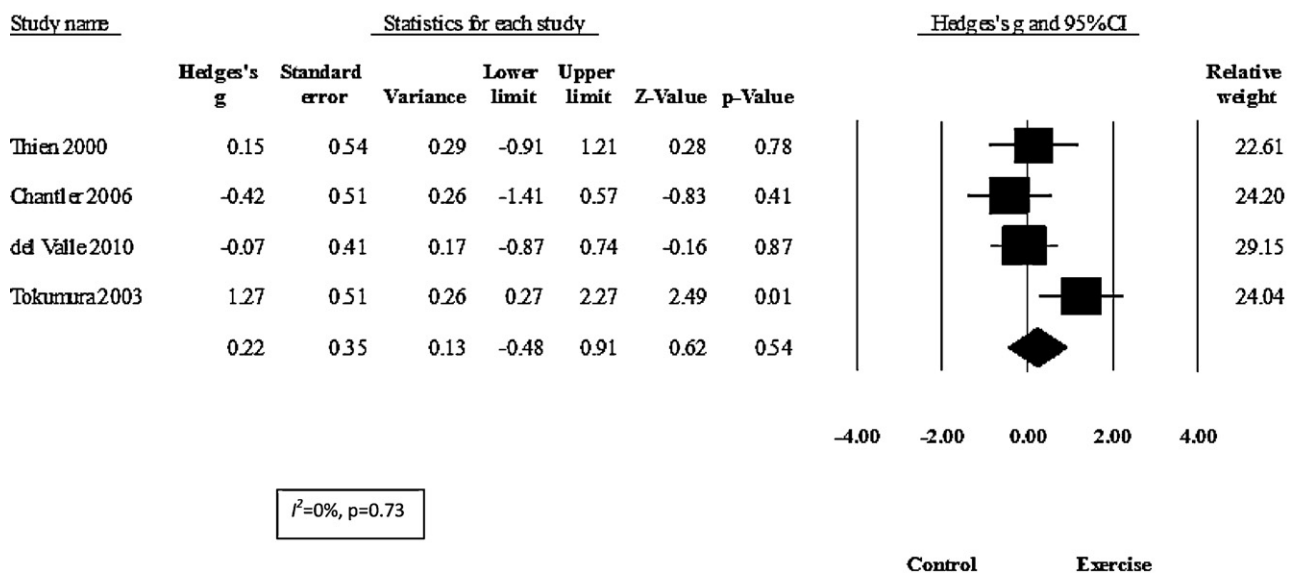 Study name Statistics for each study Hedges's g and 95%CI
Hedges's g Standard error Variance Lower limit Upper limit Z-Value p-Value Relative weight
Thien 2000 0.15 0.54 0.29 -0.91 1.21 0.28 0.78 22.61
Chantler 2006 -0.42 0.51 0.26 -1.41 0.57 -0.83 0.41 24.20
del Valle 2010 -0.07 0.41 0.17 -0.87 0.74 -0.16 0.87 29.15
Tokumura 2003 1.27 0.51 0.26 0.27 2.27 2.49 0.01 24.04
0.22 0.35 0.13 -0.48 0.91 0.62 0.54
-4.00 -2.00 0.00 2.00 4.00
I²=0%, p=0.73
Control Exercise